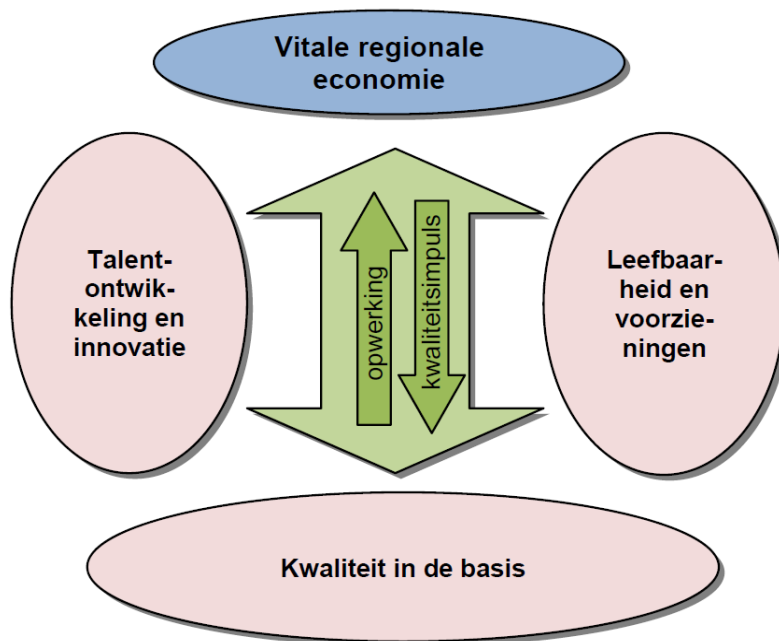 Vitale regionale
economie
Talent-
ontwik-
keling en
innovatie
opwerking
kwaliteitsimpuls
Leefbaar-
heid en
voorzie-
ningen
Kwaliteit in de basis